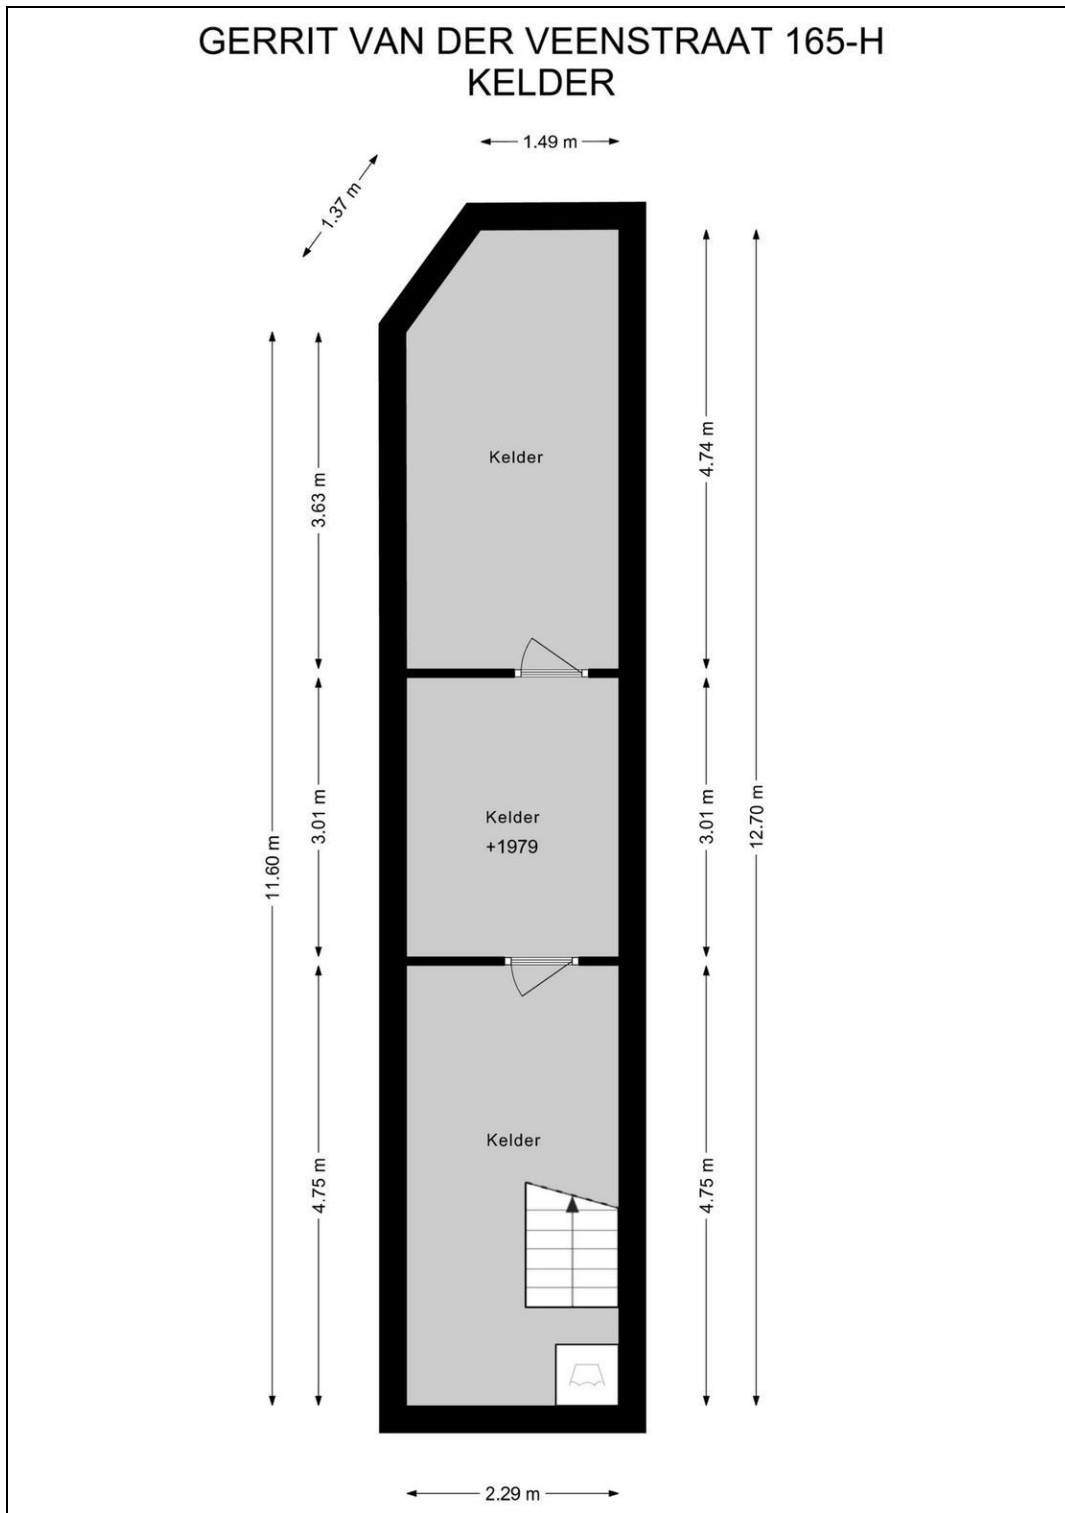 GERRIT VAN DER VEENSTRAAT 165-H
KELDER
1.49 m
1.37 m
Kelder
3.63 m
4.74 m
Kelder
+1979
11.60 m
3.01 m
3.01 m
12.70 m
Kelder
4.75 m
4.75 m
2.29 m